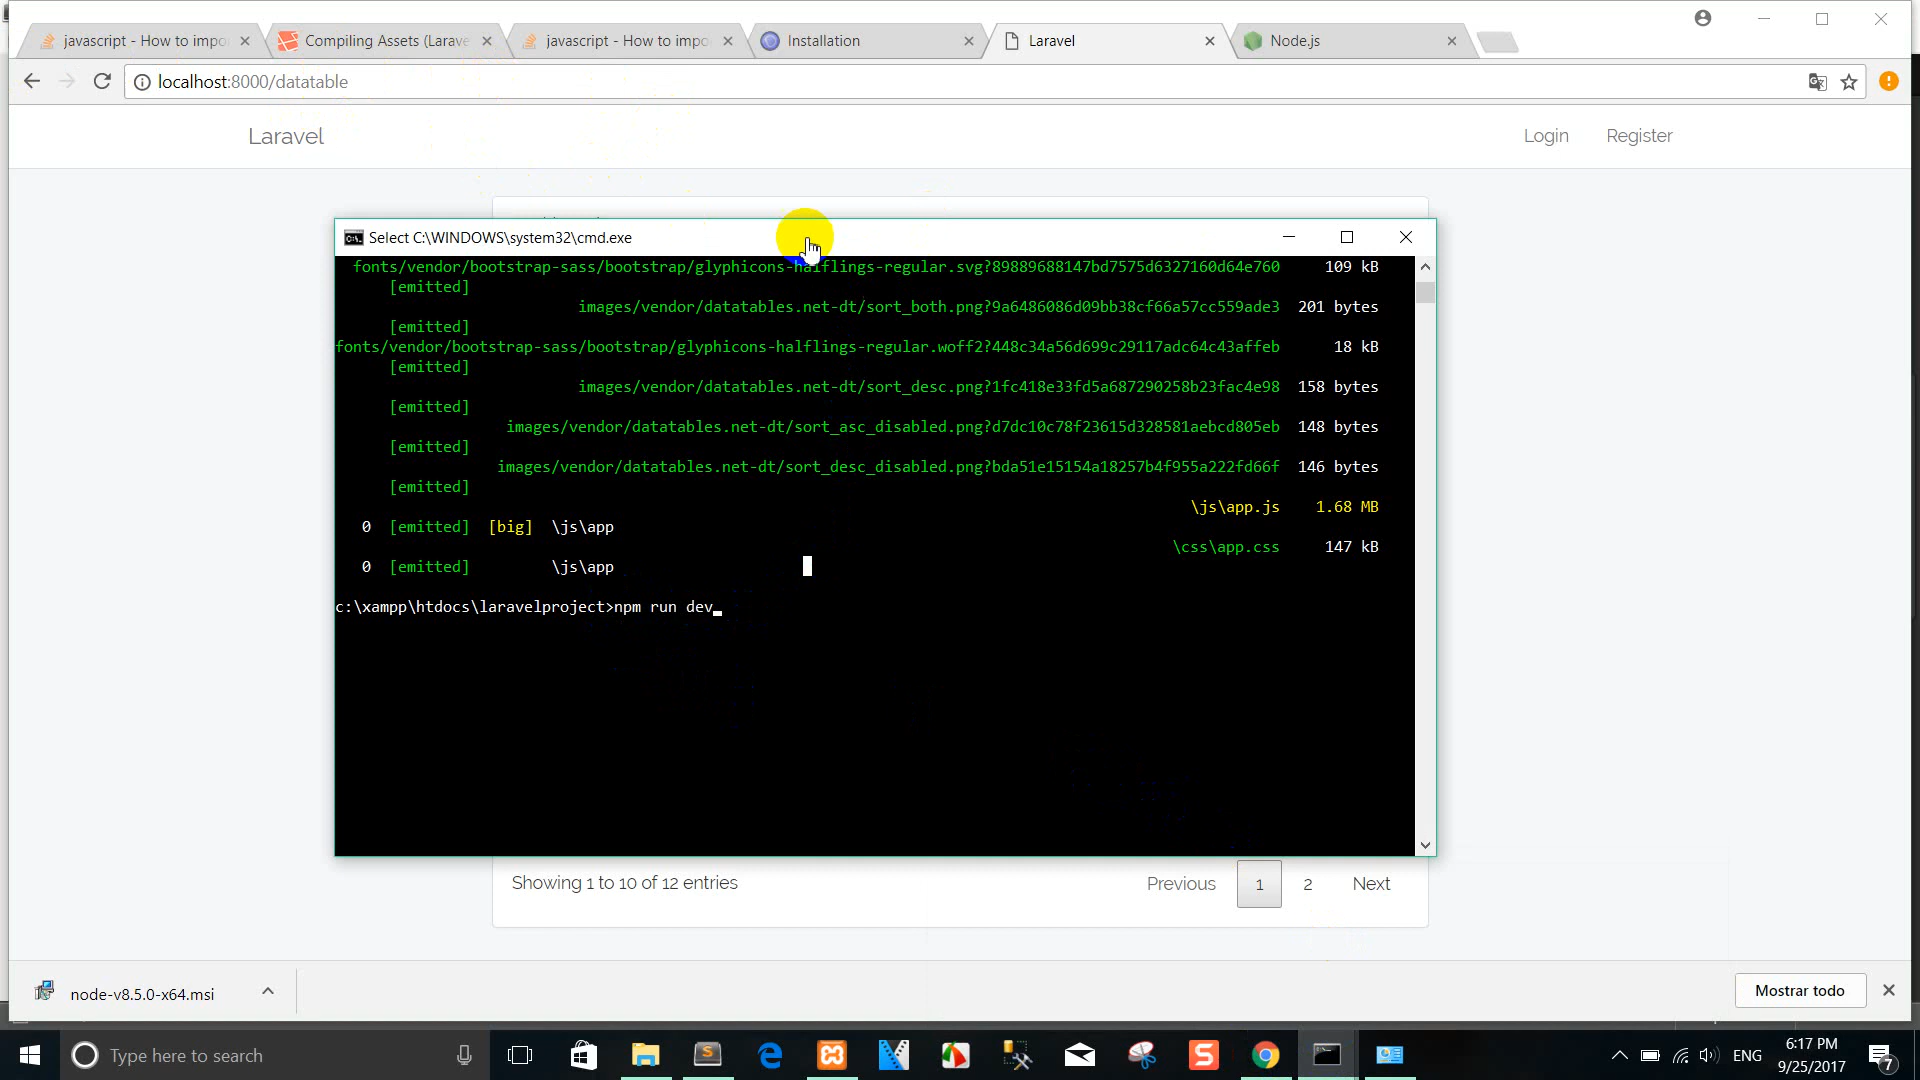 javascript - How to impo
Compiling Assets (Larave
javascript - How to impo
Installation
Laravel
Node.js
localhost:8000/datatable
Laravel
Login
Register
Select C:\WINDOWS\system32\cmd.exe
fonts/vendor/bootstrap-sass/bootstrap/glyphicons-halflings-regular.svg?89889688147bd7575d6327160d64e760 109 kB
[emitted]
images/vendor/datatables.net-dt/sort_both.png?9a6486086d09bb38cf66a57cc559ade3 201 bytes
[emitted]
fonts/vendor/bootstrap-sass/bootstrap/glyphicons-halflings-regular.woff2?448c34a56d699c29117adc64c43affeb 18 kB
[emitted]
images/vendor/datatables.net-dt/sort_desc.png?1fc418e33fd5a687290258b23fac4e98 158 bytes
[emitted]
images/vendor/datatables.net-dt/sort_asc_disabled.png?d7dc10c78f23615d328581aebcd805eb 148 bytes
[emitted]
images/vendor/datatables.net-dt/sort_desc_disabled.png?bda51e15154a18257b4f955a222fd66f 146 bytes
[emitted]
\js\app.js 1.68 MB
0 [emitted] [big] \js\app
\css\app.css 147 kB
0 [emitted] \js\app
c:\xampp\htdocs\laravelproject>npm run dev_
Showing 1 to 10 of 12 entries
Previous 1 2 Next
node-v8.5.0-x64.msi
Mostrar todo
Type here to search
ENG
6:17 PM
9/25/2017
7